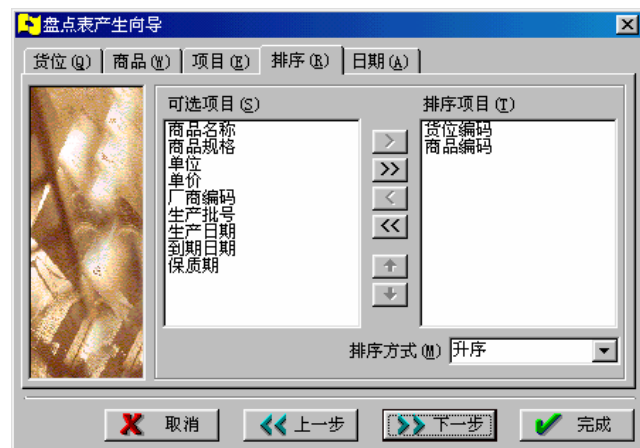 盘点表产生向导
货位(Q) 商品(W) 项目(E) 排序(R) 日期(A)
可选项目(S)
商品名称
商品规格
单位
单价
厂商编码
生产批号
生产日期
到期日期
保质期
排序项目(T)
货位编码
商品编码
排序方式(M) 升序
取消 上一步 下一步 完成